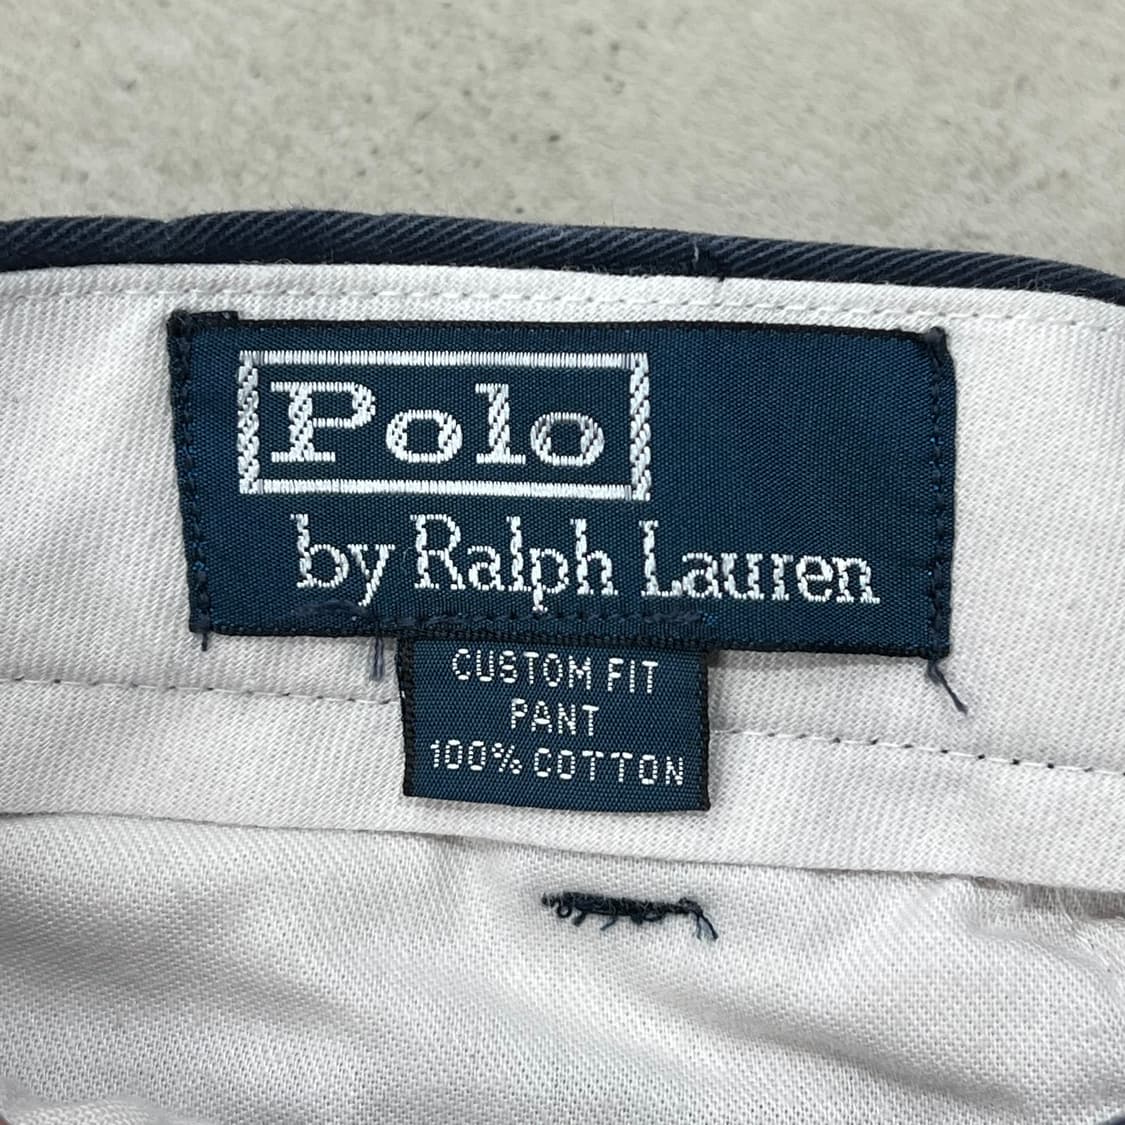 Polo
by Ralph Lauren
CUSTOM FIT
PANT
100% COTTON